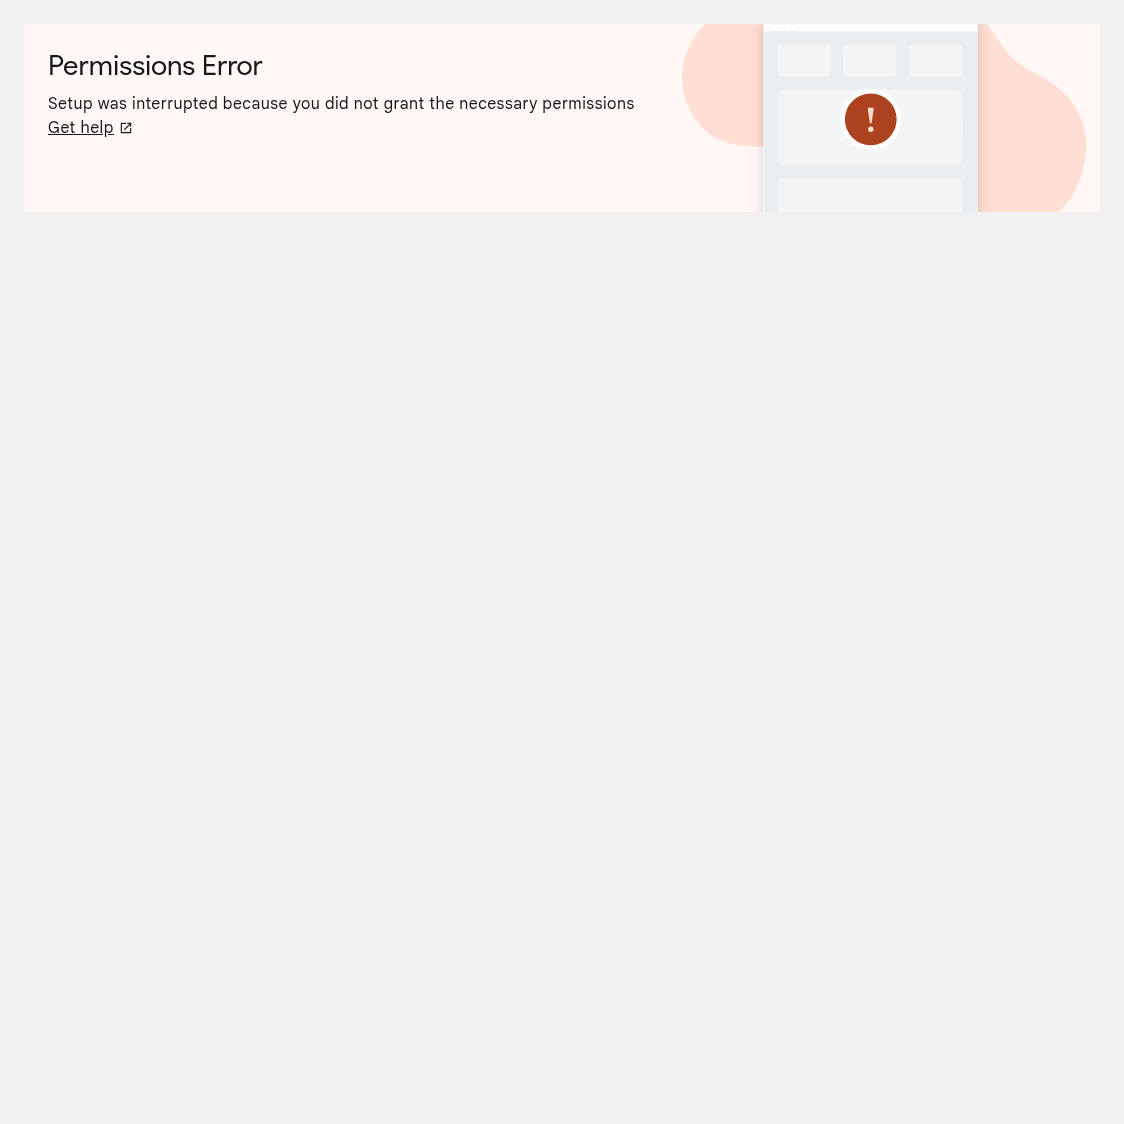 Permissions Error
Setup was interrupted because you did not grant the necessary permissions
Get help
!